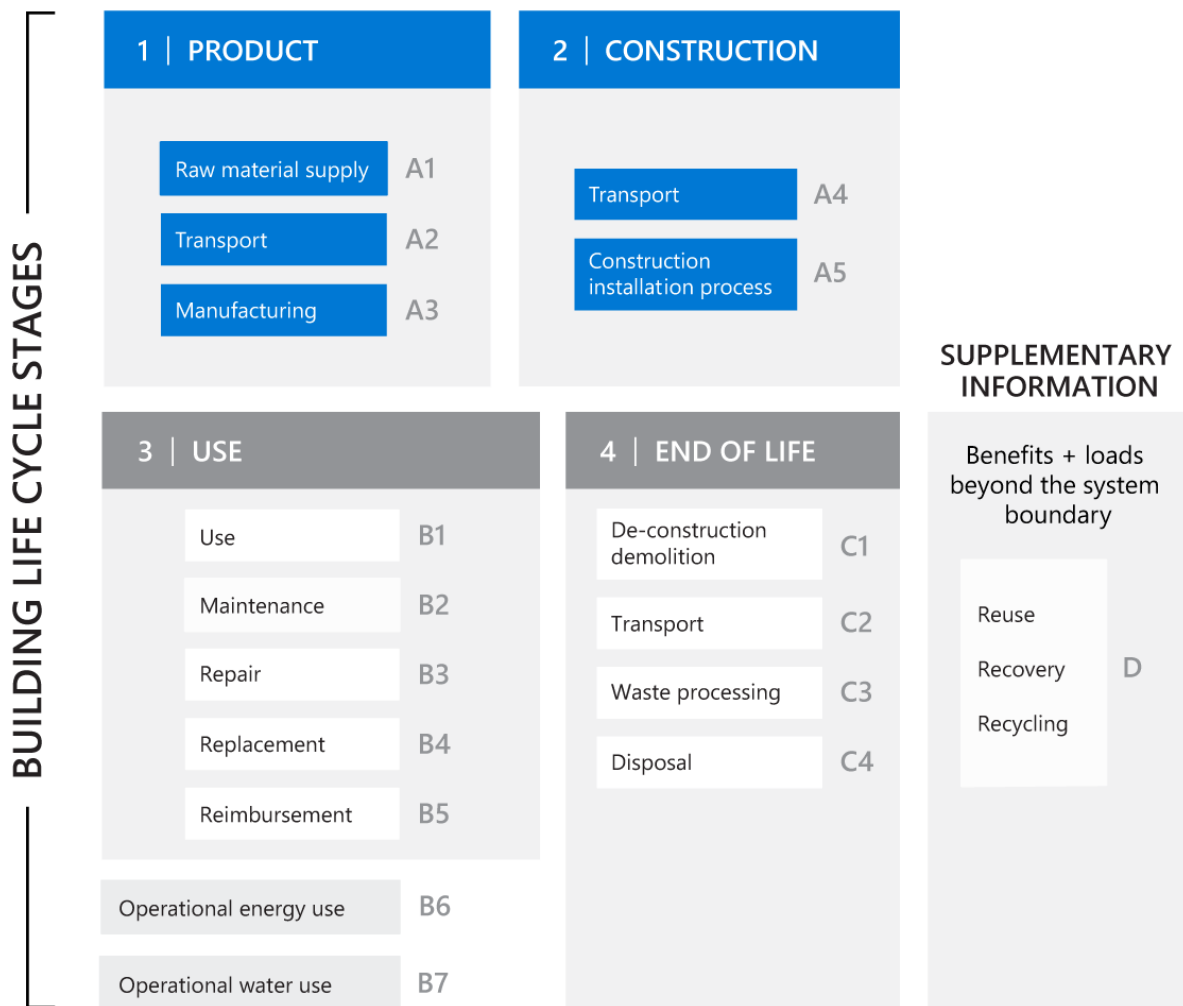 BUILDING LIFE CYCLE STAGES
1 | PRODUCT
Raw material supply A1
Transport A2
Manufacturing A3
2 | CONSTRUCTION
Transport A4
Construction
installation process A5
3 | USE
Use B1
Maintenance B2
Repair B3
Replacement B4
Reimbursement B5
Operational energy use B6
Operational water use B7
4 | END OF LIFE
De-construction
demolition C1
Transport C2
Waste processing C3
Disposal C4
SUPPLEMENTARY
INFORMATION
Benefits + loads
beyond the system
boundary
Reuse
Recovery D
Recycling